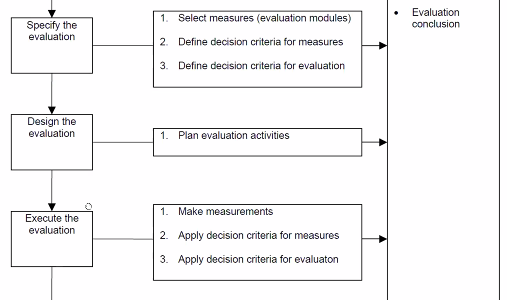 Specify the
evaluation
1. Select measures (evaluation modules)
2. Define decision criteria for measures
3. Define decision criteria for evaluation
• Evaluation
conclusion
Design the
evaluation
1. Plan evaluation activities
Execute the
evaluation
1. Make measurements
2. Apply decision criteria for measures
3. Apply decision criteria for evaluaton